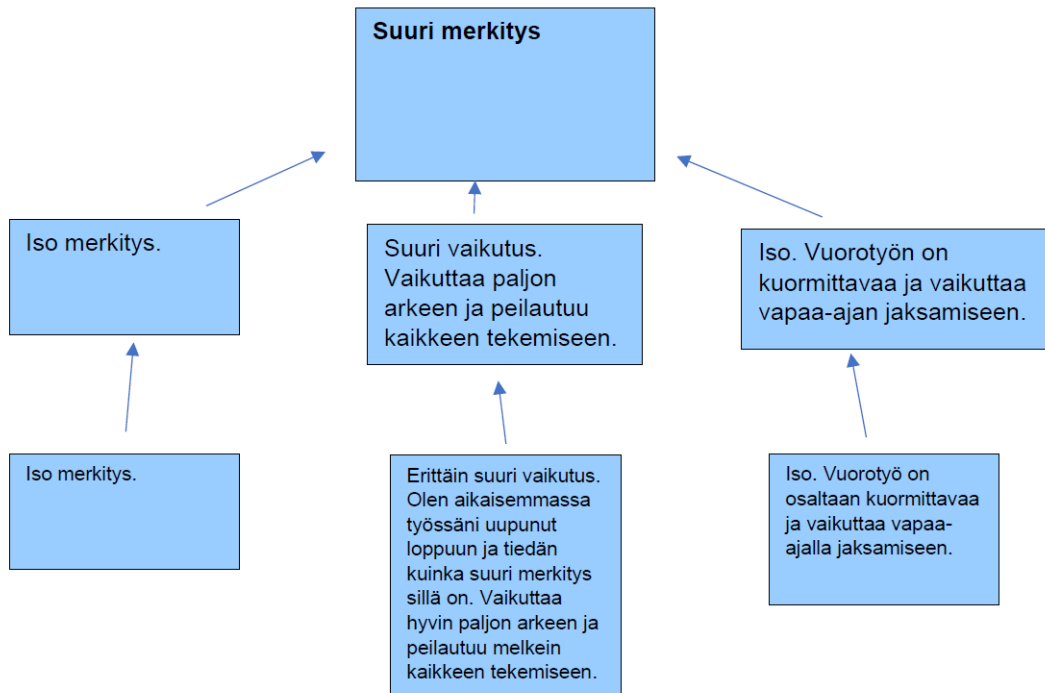 Suuri merkitys
Iso merkitys.
Suuri vaikutus.
Vaikuttaa paljon
arkeen ja peilautuu
kaikkeen tekemiseen.
Iso. Vuorotyön on
kuormittavaa ja vaikuttaa
vapaa-ajan jaksamiseen.
Iso merkitys.
Erittäin suuri vaikutus.
Olen aikaisemmassa
työssäni uupunut
loppuun ja tiedän
kuinka suuri merkitys
sillä on. Vaikuttaa
hyvin paljon arkeen ja
peilautuu melkein
kaikkeen tekemiseen.
Iso. Vuorotyö on
osaltaan kuormittavaa
ja vaikuttaa vapaa-
ajalla jaksamiseen.